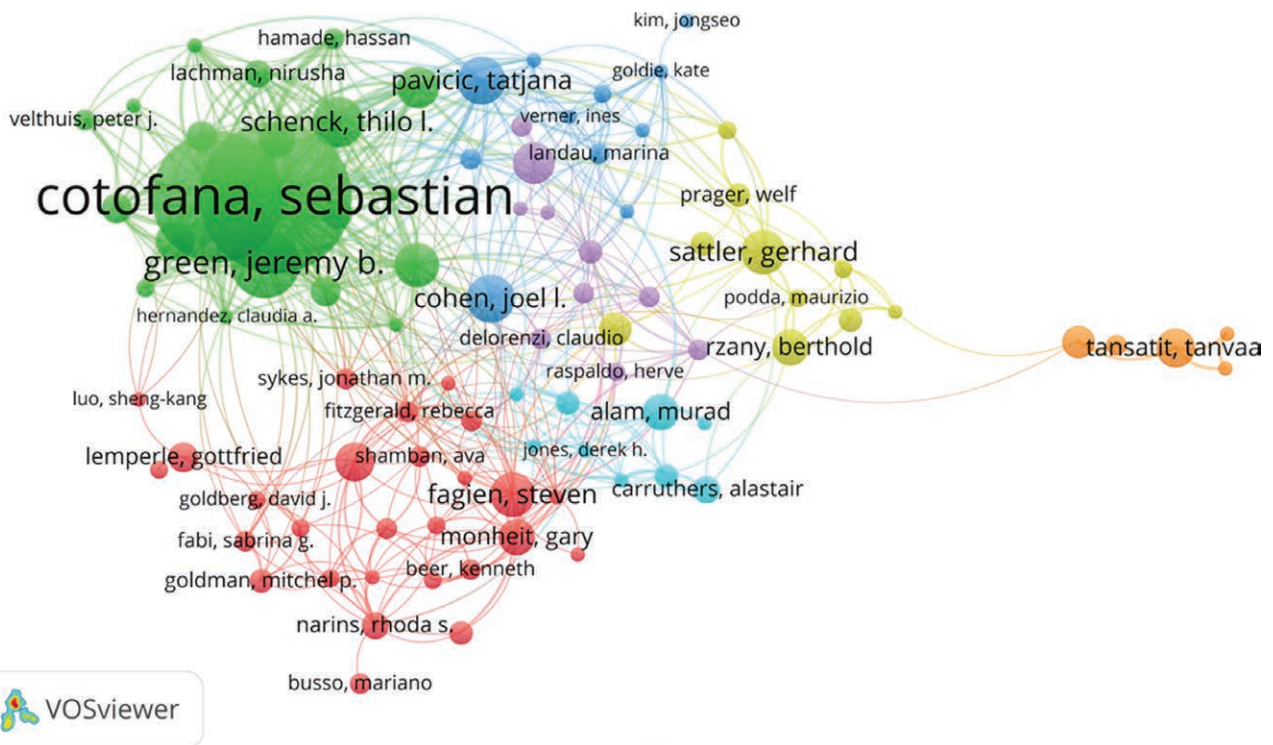 kim, jongseo
hamade, hassan
lachman, nirusha
pavicic, tatjana
goldie, kate
velthuis, peter j.
schenck, thilo l.
verner, ines
landau, marina
cotofana, sebastian
prager, welf
green, jeremy b.
sattler, gerhard
cohen, joel l.
podda, maurizio
hernandez, claudia a.
delorenzi, claudio
rzany, berthold
tansatit, tanvaa
sykes, jonathan m.
raspaldo, herve
luo, sheng-kang
fitzgerald, rebecca
alam, murad
lemperle, gottfried
shamban, ava
jones, derek h.
goldberg, david j.
fagien, steven
carruthers, alastair
fabi, sabrina g.
monheit, gary
goldman, mitchel p.
beer, kenneth
narins, rhoda s.
busso, mariano
VOSviewer